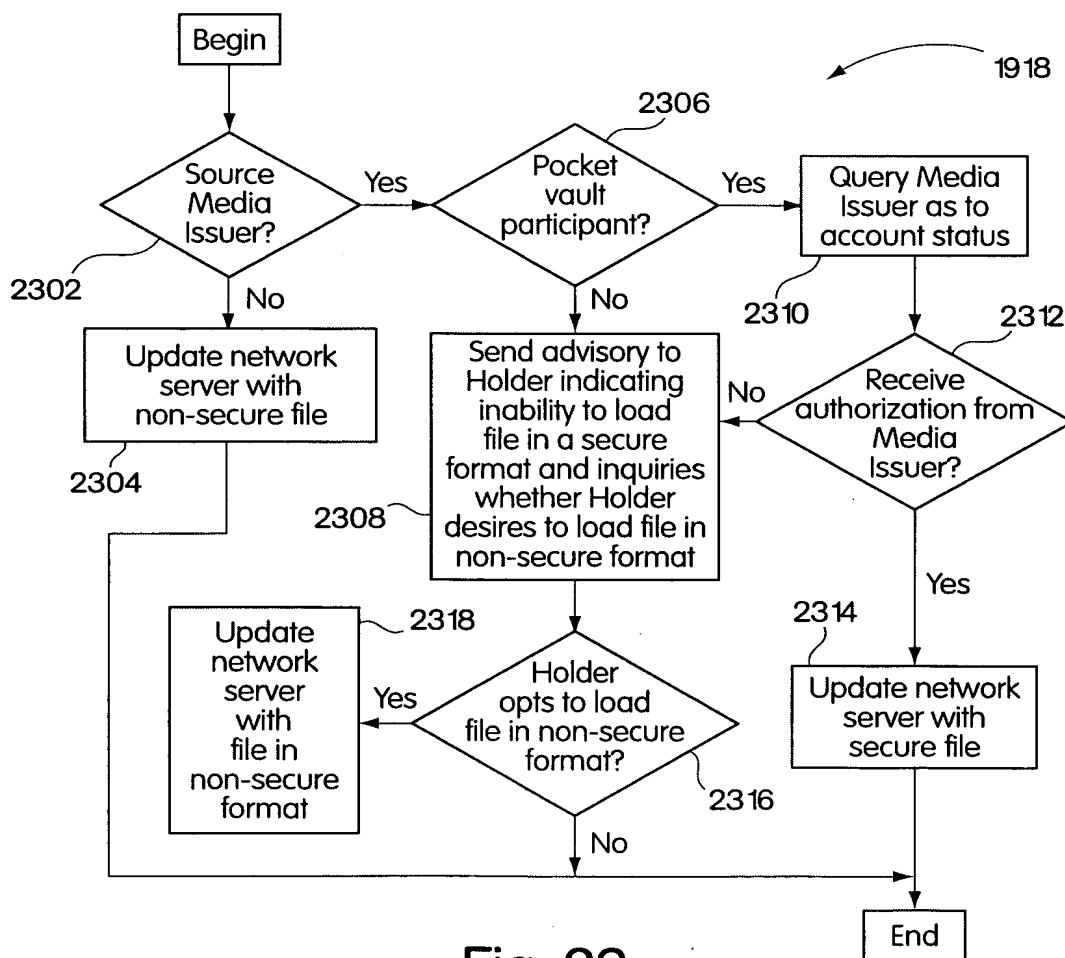 Begin
1918
2306
Source
Media
Issuer?
Yes
Pocket
vault
participant?
Yes
Query Media
Issuer as to
account status
2302
No
No
2310
2312
Update network
server with
non-secure file
2304
Send advisory to
Holder indicating
inability to load
file in a secure
format and inquiries
whether Holder
desires to load file in
non-secure format
2308
No
Receive
authorization from
Media
Issuer?
Yes
2318
Update
network
server
with
file in
non-secure
format
Yes
Holder
opts to load
file in non-secure
format?
2316
2314
Update network
server with
secure file
No
End
Fig.